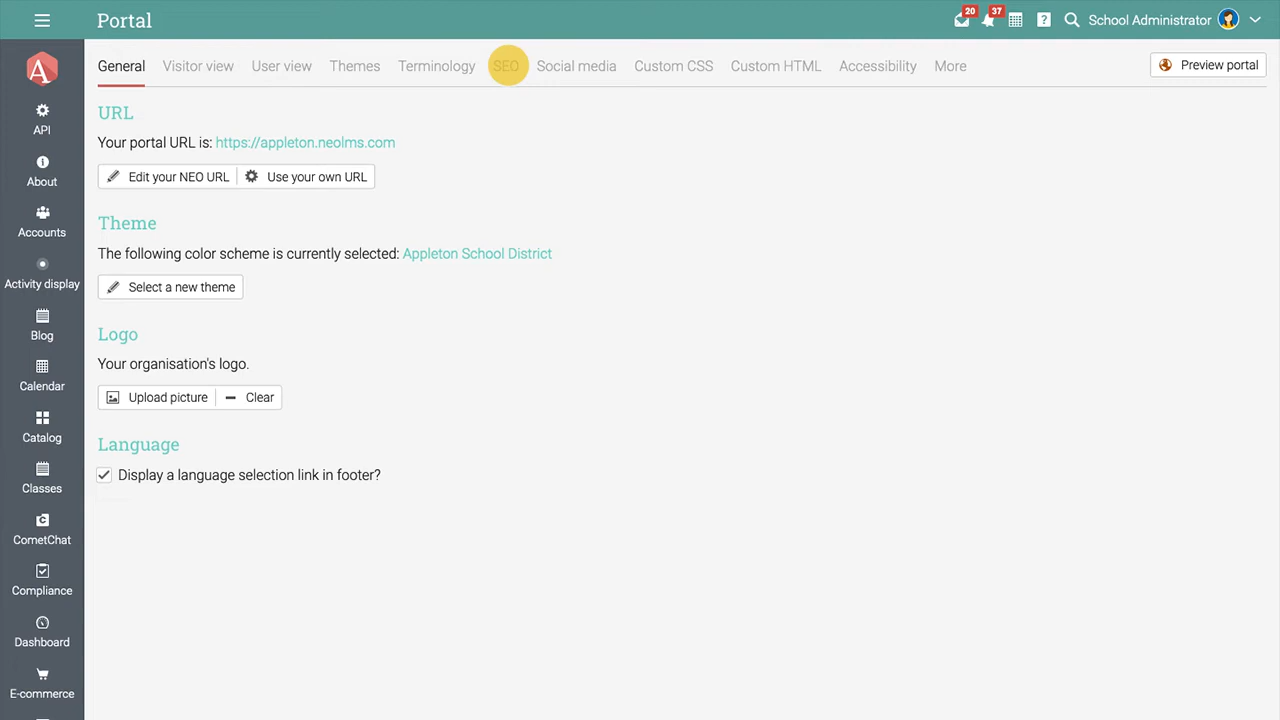 Portal
20
37
?
School Administrator
A
API
About
Accounts
Activity display
Blog
Calendar
Catalog
Classes
CometChat
Compliance
Dashboard
E-commerce
General Visitor view User view Themes Terminology SEO Social media Custom CSS Custom HTML Accessibility More
Preview portal
URL
Your portal URL is: https://appleton.neolms.com
Edit your NEO URL Use your own URL
Theme
The following color scheme is currently selected: Appleton School District
Select a new theme
Logo
Your organisation's logo.
Upload picture Clear
Language
Display a language selection link in footer?